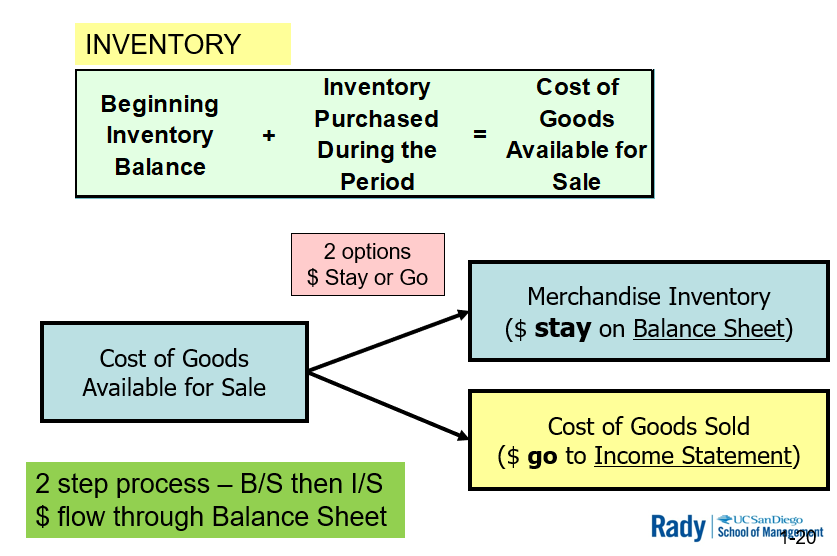 INVENTORY
Beginning
Inventory
Balance
+
Inventory
Purchased
During the
Period
=
Cost of
Goods
Available for
Sale
2 options
$ Stay or Go
Cost of Goods
Available for Sale
Merchandise Inventory
($ stay on Balance Sheet)
Cost of Goods Sold
($ go to Income Statement)
2 step process – B/S then I/S
$ flow through Balance Sheet
Rady
UC San Diego
School of Management
1-20